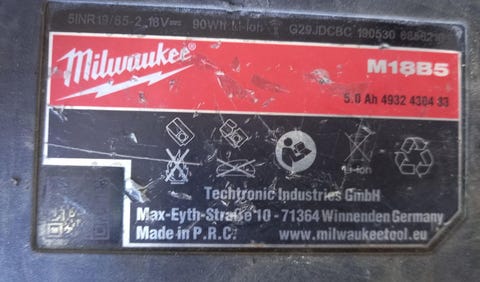 5INR19/65-2 18V⎓ 90Wh Li-Ion G29JDCBC 190530
Milwaukee
M18B5
5.0 Ah 4932 4304 33
Li-Ion
Techtronic Industries GmbH
Max-Eyth-Straße 10 - 71364 Winnenden Germany
Made in P.R.C. www.milwaukeetool.eu